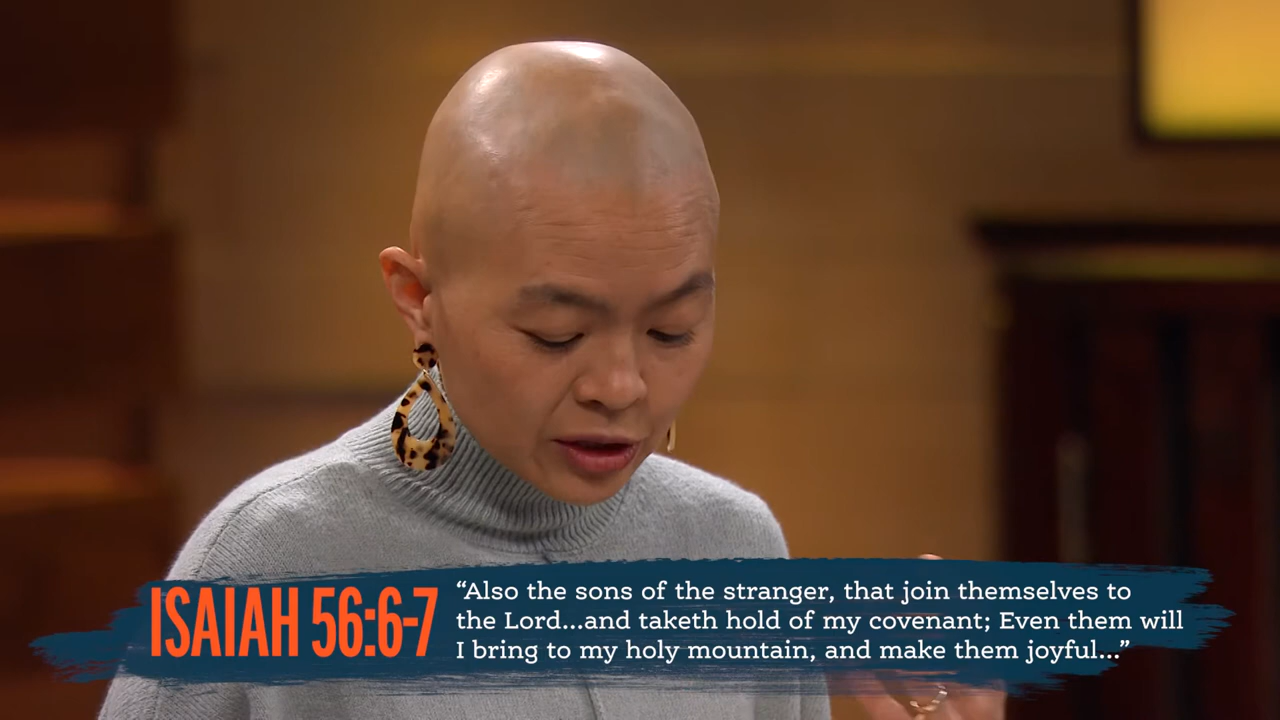 ISAIAH 56:6-7
“Also the sons of the stranger, that join themselves to
the Lord...and taketh hold of my covenant; Even them will
I bring to my holy mountain, and make them joyful...”